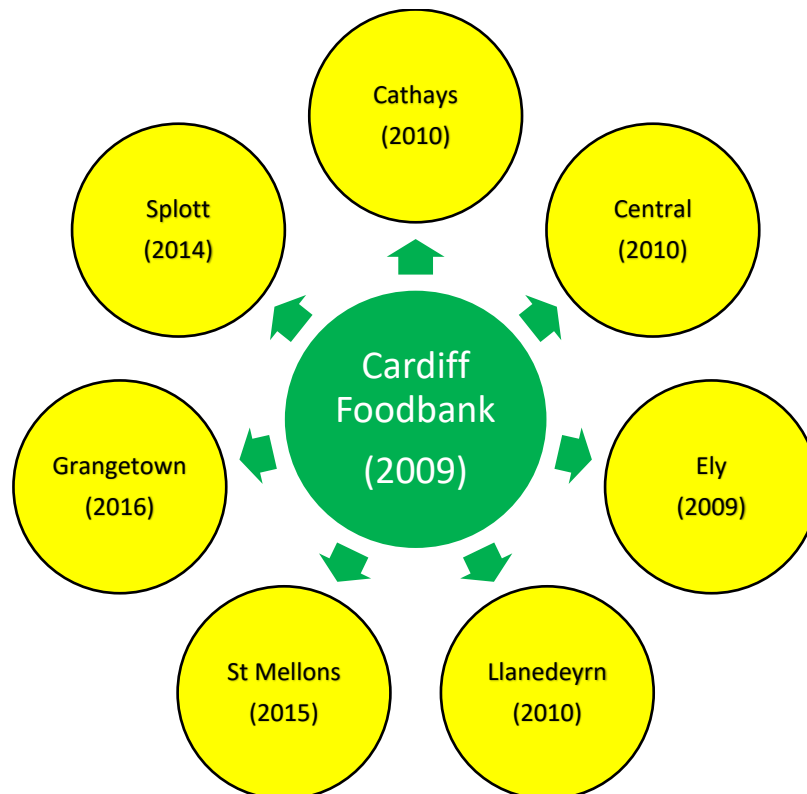 Cathays
(2010)
Splott
(2014)
Central
(2010)
Cardiff
Foodbank
(2009)
Grangetown
(2016)
Ely
(2009)
St Mellons
(2015)
Llanedeyrn
(2010)